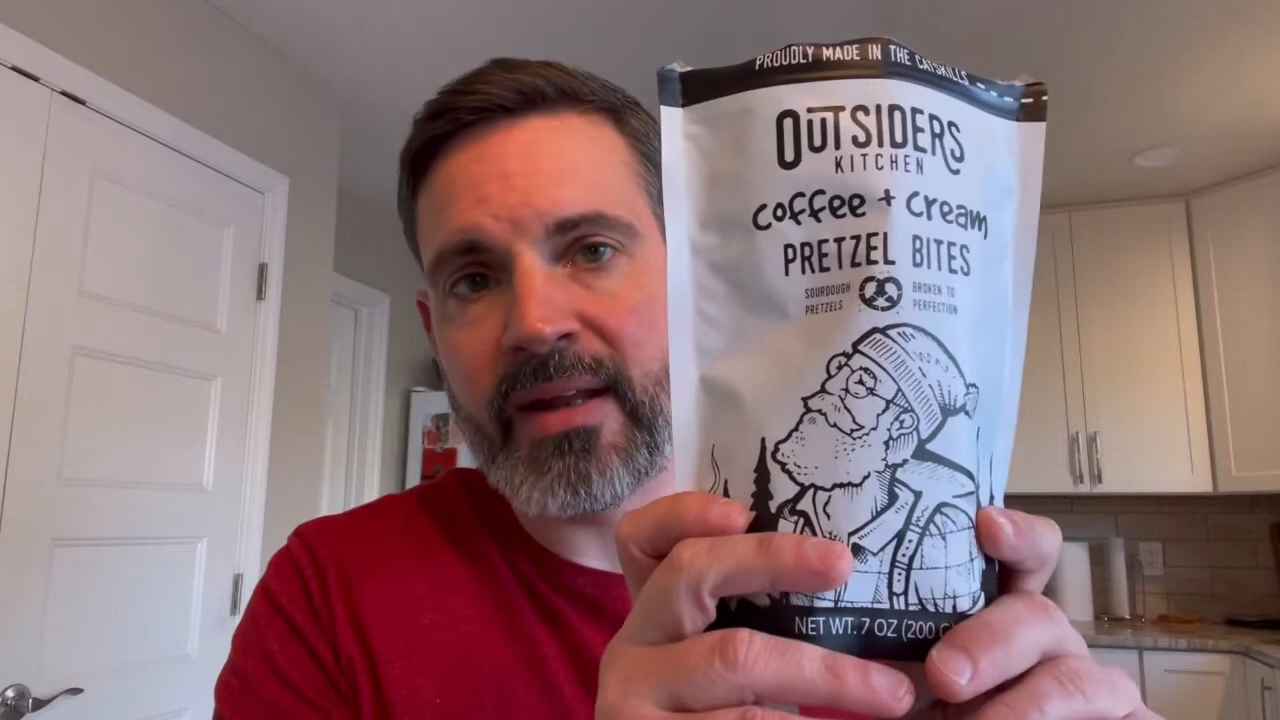 PROUDLY MADE IN THE CATSKILLS
OUTSIDERS
KITCHEN
coffee + cream
PRETZEL BITES
SOURDOUGH
PRETZELS
BROKEN TO
PERFECTION
NET WT. 7 OZ (200 G)